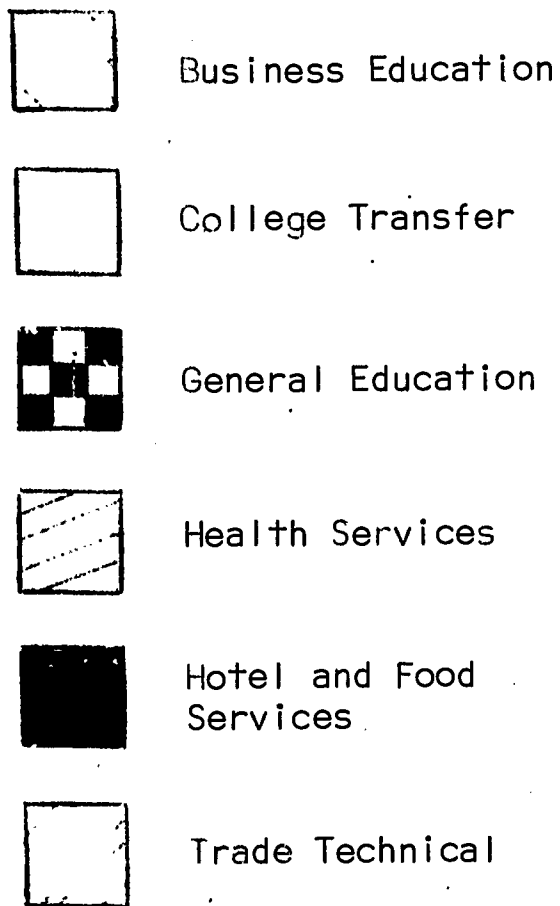 Business Education
College Transfer
General Education
Health Services
Hotel and Food
Services
Trade Technical